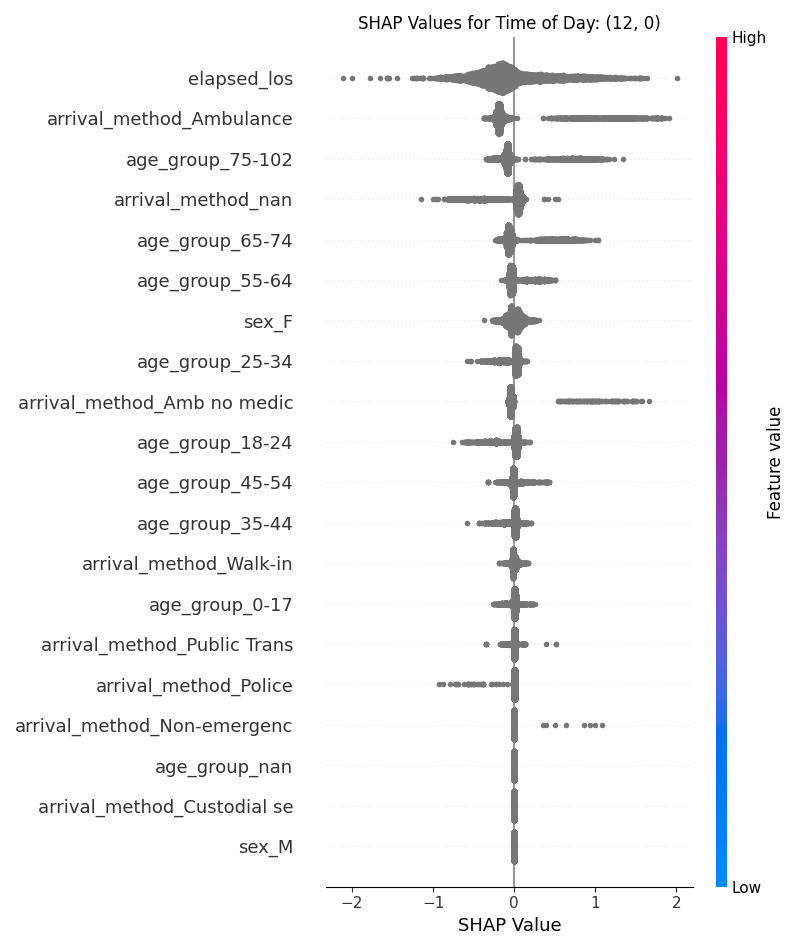 SHAP Values for Time of Day: (12, 0)
High
elapsed_los
arrival_method_Ambulance
age_group_75-102
arrival_method_nan
age_group_65-74
age_group_55-64
sex_F
age_group_25-34
arrival_method_Amb no medic
age_group_18-24
age_group_45-54
age_group_35-44
arrival_method_Walk-in
age_group_0-17
arrival_method_Public Trans
arrival_method_Police
arrival_method_Non-emergenc
age_group_nan
arrival_method_Custodial se
sex_M
Feature value
Low
−2 −1 0 1 2
SHAP Value